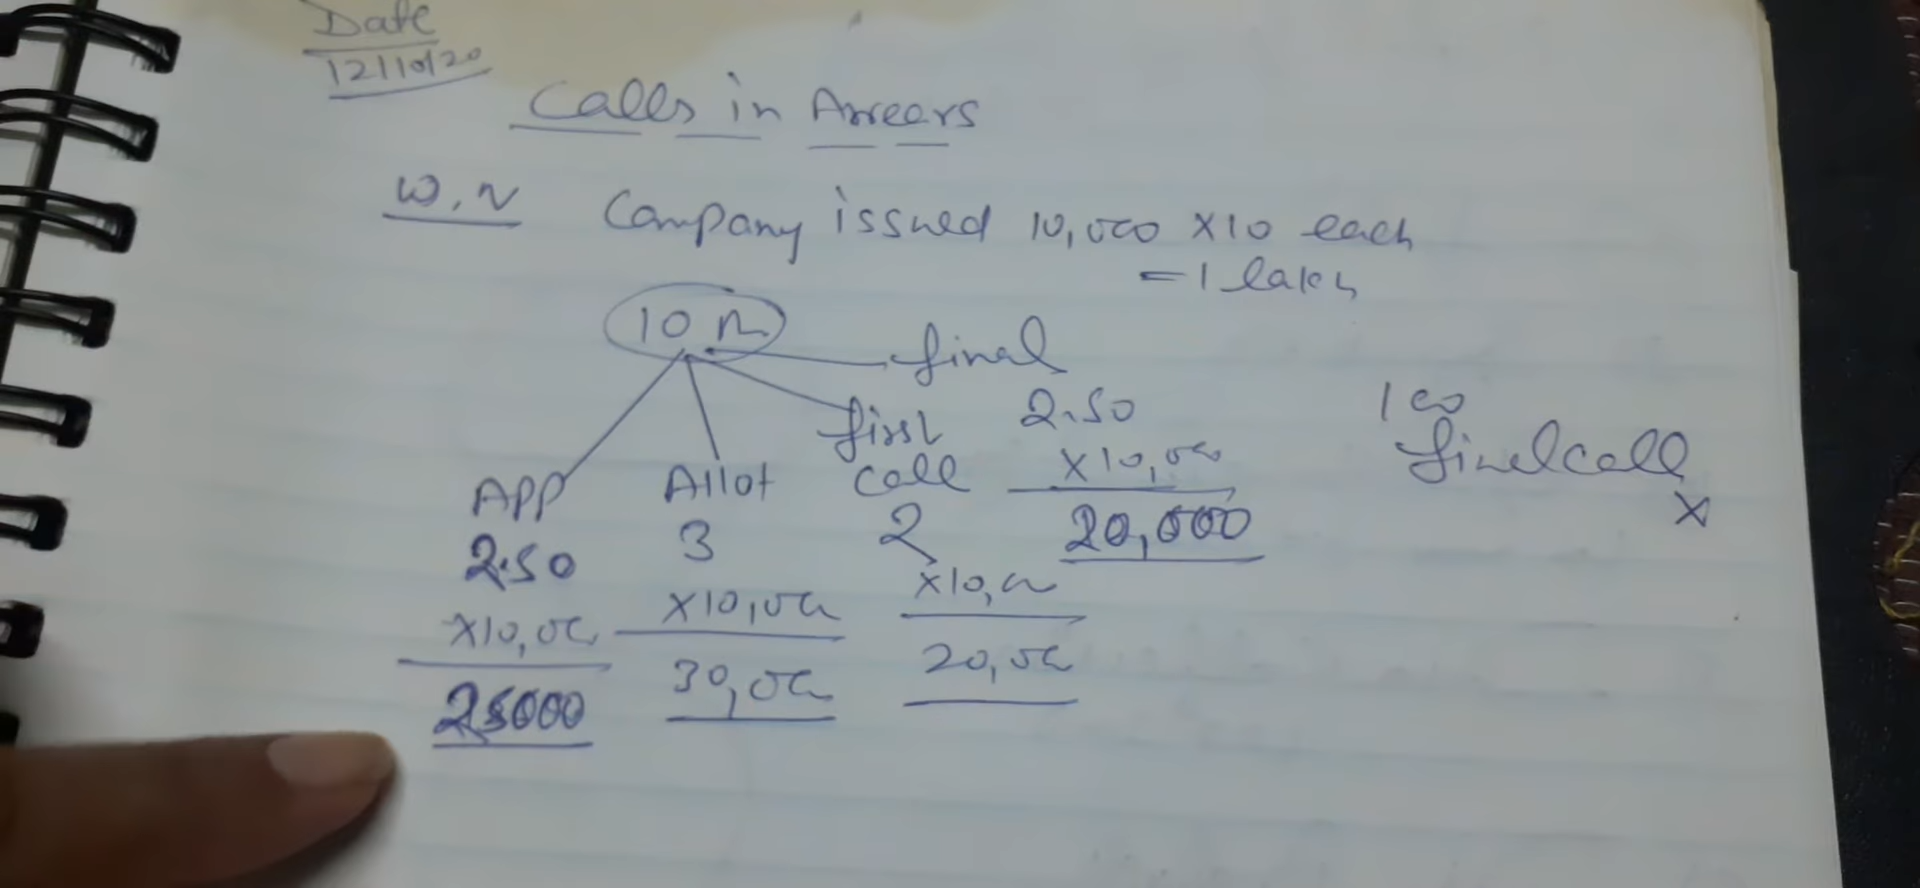 Date
12/10/20
Calls in Arrears
W.N Company issued 10,000 x10 each
= 1 lakh
10 Rs
final
first call
2.50
x10,000
20,000
100
final call
x
App
2.50
x10,000
25000
Allot
3
x10,000
30,000
2
x10,000
20,000